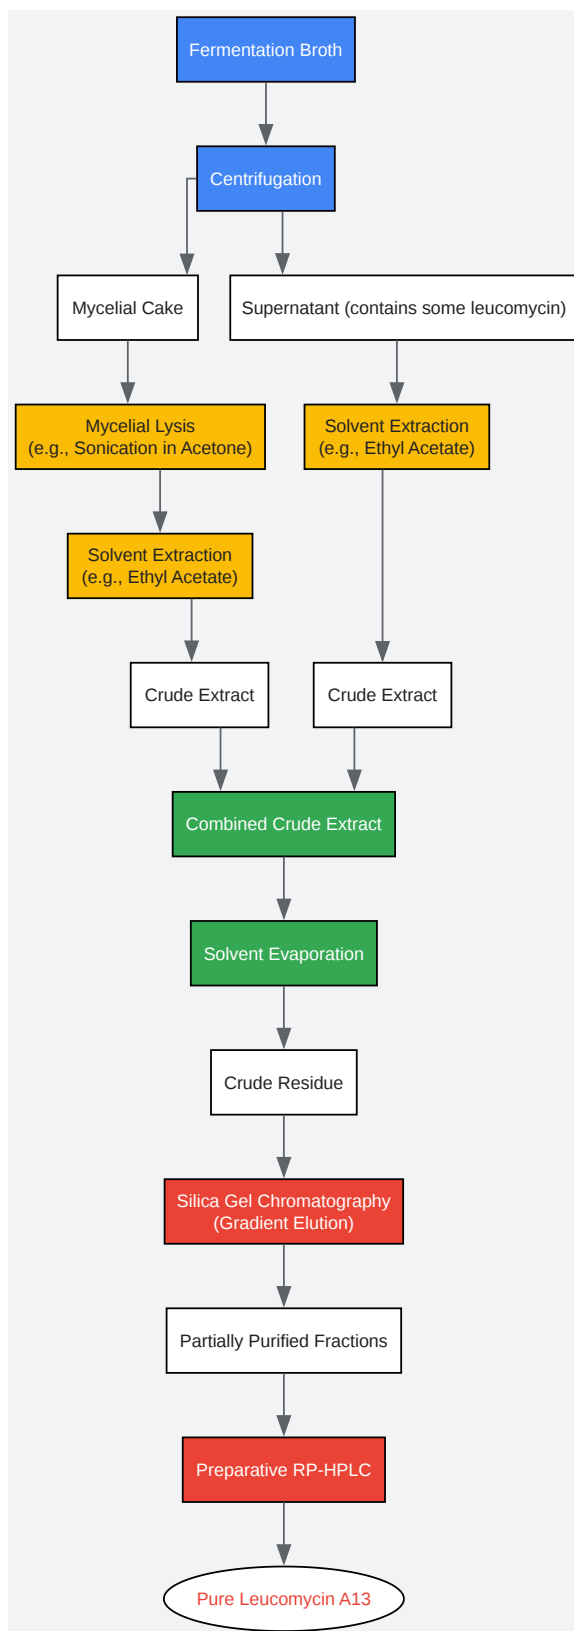 Fermentation Broth
Centrifugation
Mycelial Cake
Supernatant (contains some leucomycin)
Mycelial Lysis
(e.g., Sonication in Acetone)
Solvent Extraction
(e.g., Ethyl Acetate)
Solvent Extraction
(e.g., Ethyl Acetate)
Crude Extract
Crude Extract
Combined Crude Extract
Solvent Evaporation
Crude Residue
Silica Gel Chromatography
(Gradient Elution)
Partially Purified Fractions
Preparative RP-HPLC
Pure Leucomycin A13